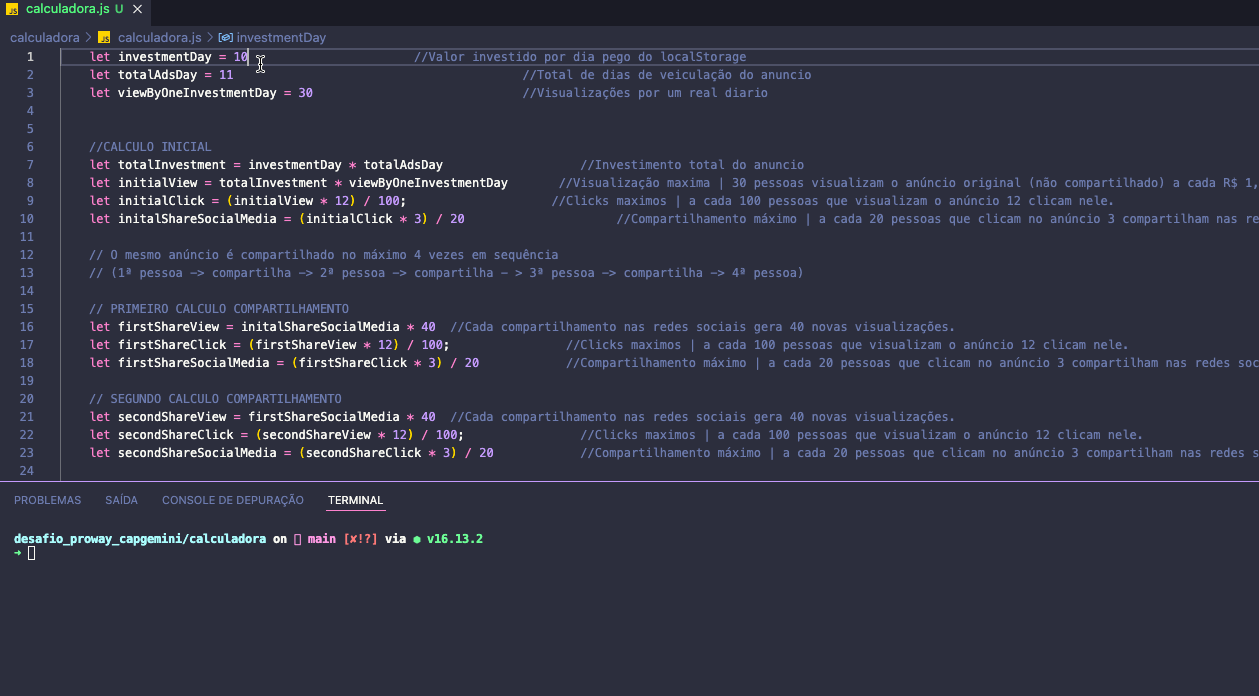 JS calculadora.js U ×
calculadora > JS calculadora.js > investmentDay
1 let investmentDay = 10 //Valor investido por dia pego do localStorage
2 let totalAdsDay = 11 //Total de dias de veiculação do anuncio
3 let viewByOneInvestmentDay = 30 //Visualizações por um real diario
4
5
6 //CALCULO INICIAL
7 let totalInvestment = investmentDay * totalAdsDay //Investimento total do anuncio
8 let initialView = totalInvestment * viewByOneInvestmentDay //Visualização maxima | 30 pessoas visualizam o anúncio original (não compartilhado) a cada R$ 1,
9 let initialClick = (initialView * 12) / 100; //Clicks maximos | a cada 100 pessoas que visualizam o anúncio 12 clicam nele.
10 let initalShareSocialMedia = (initialClick * 3) / 20 //Compartilhamento máximo | a cada 20 pessoas que clicam no anúncio 3 compartilham nas re
11
12 // O mesmo anúncio é compartilhado no máximo 4 vezes em sequência
13 // (1ª pessoa -> compartilha -> 2ª pessoa -> compartilha - > 3ª pessoa -> compartilha -> 4ª pessoa)
14
15 // PRIMEIRO CALCULO COMPARTILHAMENTO
16 let firstShareView = initalShareSocialMedia * 40 //Cada compartilhamento nas redes sociais gera 40 novas visualizações.
17 let firstShareClick = (firstShareView * 12) / 100; //Clicks maximos | a cada 100 pessoas que visualizam o anúncio 12 clicam nele.
18 let firstShareSocialMedia = (firstShareClick * 3) / 20 //Compartilhamento máximo | a cada 20 pessoas que clicam no anúncio 3 compartilham nas redes soc
19
20 // SEGUNDO CALCULO COMPARTILHAMENTO
21 let secondShareView = firstShareSocialMedia * 40 //Cada compartilhamento nas redes sociais gera 40 novas visualizações.
22 let secondShareClick = (secondShareView * 12) / 100; //Clicks maximos | a cada 100 pessoas que visualizam o anúncio 12 clicam nele.
23 let secondShareSocialMedia = (secondShareClick * 3) / 20 //Compartilhamento máximo | a cada 20 pessoas que clicam no anúncio 3 compartilham nas redes s
24
PROBLEMAS SAÍDA CONSOLE DE DEPURAÇÃO TERMINAL
desafio_proway_capgemini/calculadora on main [✘!?] via ⬢ v16.13.2
➜